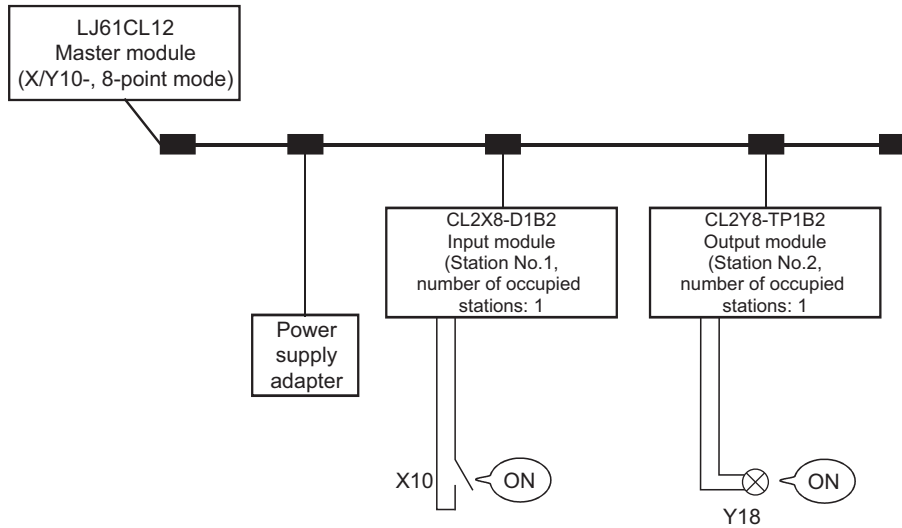 LJ61CL12
Master module
(X/Y10-, 8-point mode)
CL2X8-D1B2
Input module
(Station No.1,
number of occupied
stations: 1
CL2Y8-TP1B2
Output module
(Station No.2,
number of occupied
stations: 1
Power
supply
adapter
X10
ON
ON
Y18